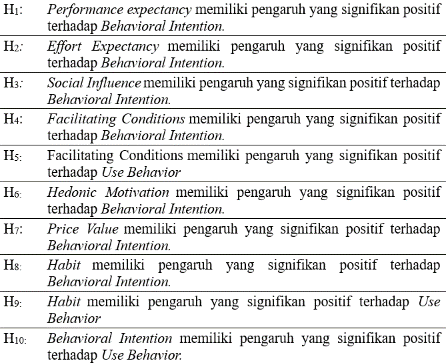 H1: Performance expectancy memiliki pengaruh yang signifikan positif
terhadap Behavioral Intention.
H2: Effort Expectancy memiliki pengaruh yang signifikan positif
terhadap Behavioral Intention.
H3: Social Influence memiliki pengaruh yang signifikan positif terhadap
Behavioral Intention.
H4: Facilitating Conditions memiliki pengaruh yang signifikan positif
terhadap Behavioral Intention.
H5: Facilitating Conditions memiliki pengaruh yang signifikan positif
terhadap Use Behavior
H6: Hedonic Motivation memiliki pengaruh yang signifikan positif
terhadap Behavioral Intention.
H7: Price Value memiliki pengaruh yang signifikan positif terhadap
Behavioral Intention.
H8: Habit memiliki pengaruh yang signifikan positif terhadap
Behavioral Intention.
H9: Habit memiliki pengaruh yang signifikan positif terhadap Use
Behavior
H10: Behavioral Intention memiliki pengaruh yang signifikan positif
terhadap Use Behavior.